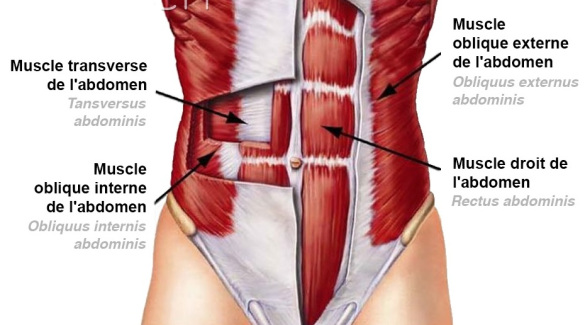 Muscle transverse
de l'abdomen
Tansversus
abdominis
Muscle
oblique interne
de l'abdomen
Obliquus internis
abdominis
Muscle
oblique externe
de l'abdomen
Obliquus externus
abdominis
Muscle droit de
l'abdomen
Rectus abdominis